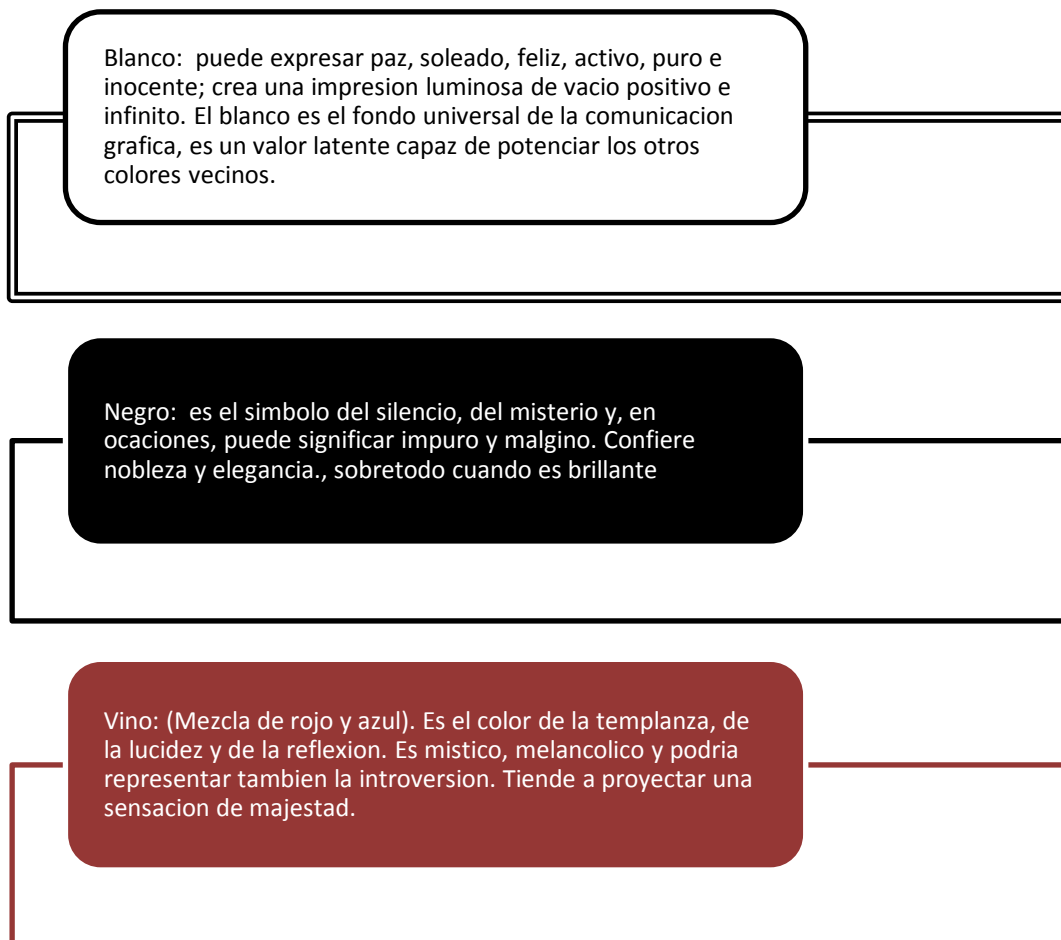 Blanco:  puede expresar paz, soleado, feliz, activo, puro e
inocente; crea una impresion luminosa de vacio positivo e
infinito. El blanco es el fondo universal de la comunicacion
grafica, es un valor latente capaz de potenciar los otros
colores vecinos.
Negro:  es el simbolo del silencio, del misterio y, en
ocaciones, puede significar impuro y malgino. Confiere
nobleza y elegancia., sobretodo cuando es brillante
Vino: (Mezcla de rojo y azul). Es el color de la templanza, de
la lucidez y de la reflexion. Es mistico, melancolico y podria
representar tambien la introversion. Tiende a proyectar una
sensacion de majestad.